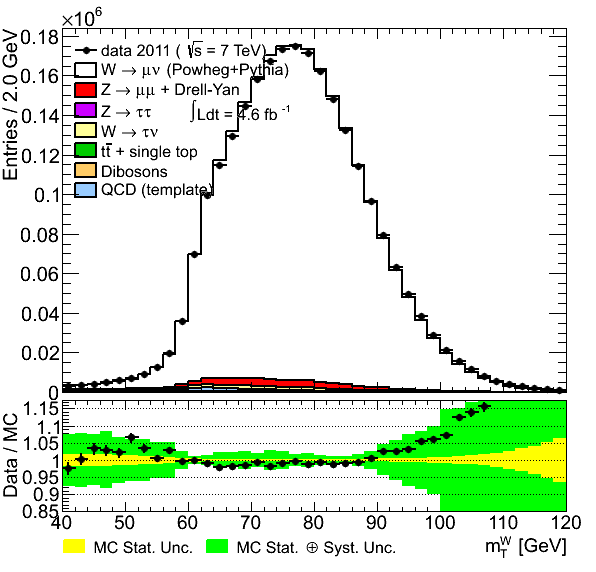 ×10⁶
Entries / 2.0 GeV
0.18
0.16
0.14
0.12
0.1
0.08
0.06
0.04
0.02
0
data 2011 ( √s = 7 TeV)
W → μν (Powheg+Pythia)
Z → μμ + Drell-Yan
Z → ττ
∫Ldt = 4.6 fb⁻¹
W → τν
tt̄ + single top
Dibosons
QCD (template)
Data / MC
1.15
1.1
1.05
1
0.95
0.9
0.85
40 50 60 70 80 90 100 110 120
m_T^W [GeV]
MC Stat. Unc. MC Stat. ⊕ Syst. Unc.